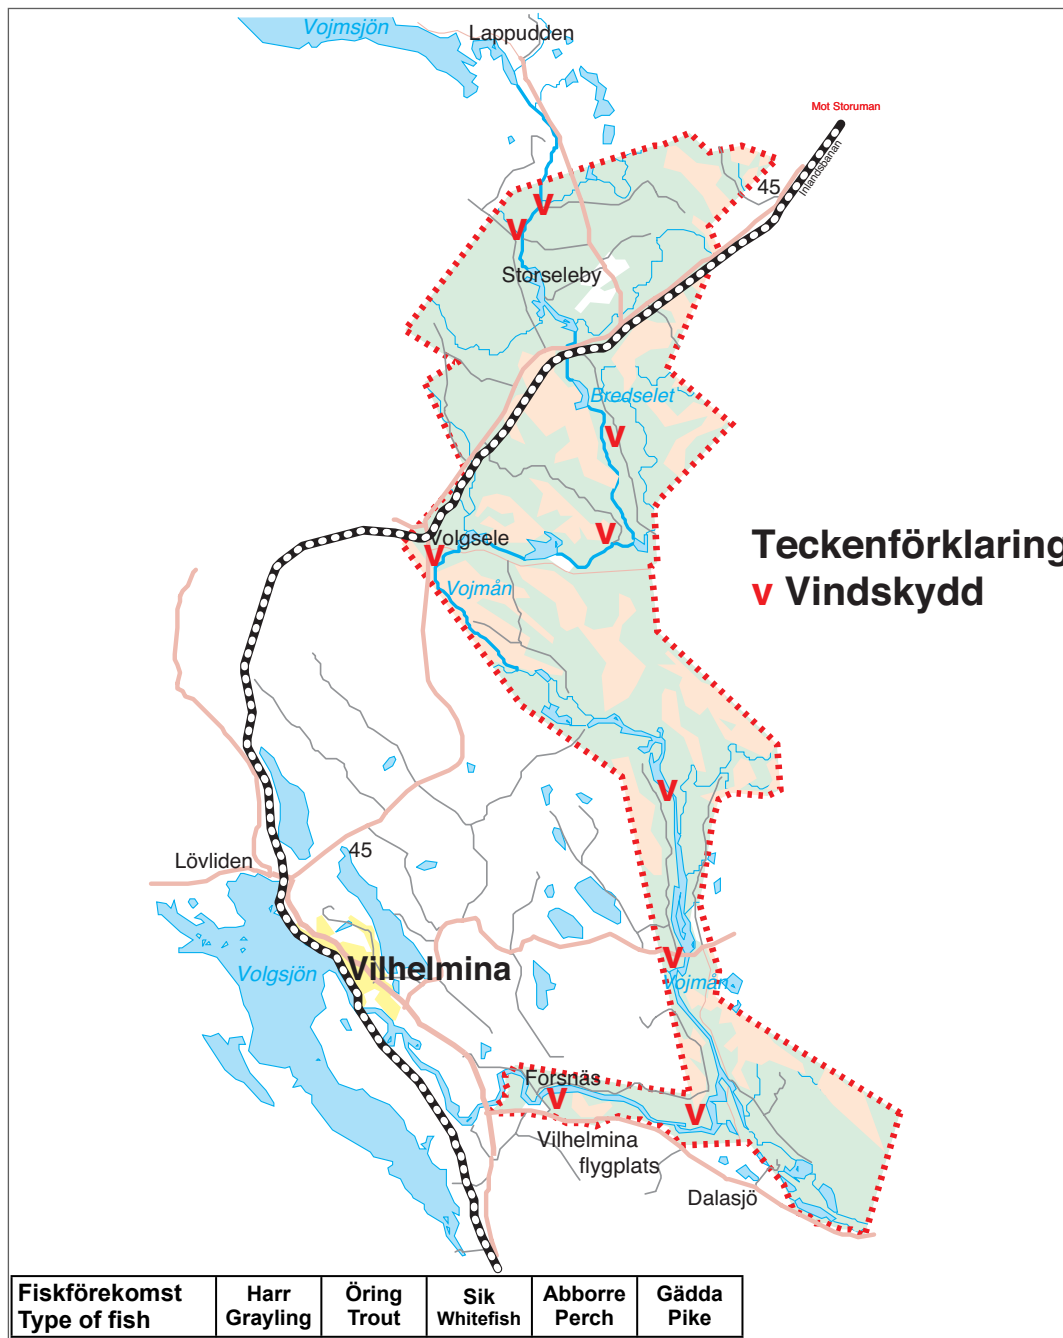 Vojmsjön
Lappudden
Mot Storuman
Inlandsbanan
45
V
V
Storseleby
Bredselet
V
V
Volgsele
V
Vojmån
Teckenförklaring
v Vindskydd
V
45
Lövliden
Volgsjön
Vilhelmina
V
Vojmån
Forsnäs
V
V
Vilhelmina
flygplats
Dalasjö
Fiskförekomst
Type of fish
Harr
Grayling
Öring
Trout
Sik
Whitefish
Abborre
Perch
Gädda
Pike